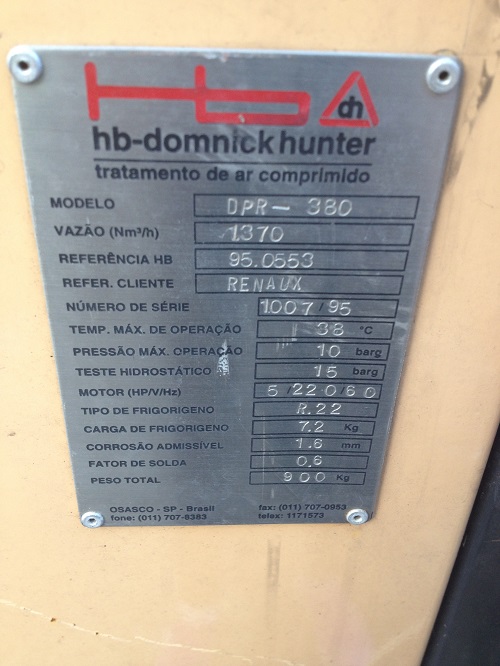 hb dh
hb-domnick hunter
tratamento de ar comprimido
MODELO DPR - 380
VAZÃO (Nm³/h) 1370
REFERÊNCIA HB 95.0553
REFER. CLIENTE RENAUX
NÚMERO DE SÉRIE 1007/95
TEMP. MÁX. DE OPERAÇÃO 38 °C
PRESSÃO MÁX. OPERAÇÃO 10 barg
TESTE HIDROSTÁTICO 15 barg
MOTOR (HP/V/Hz) 5/220/60
TIPO DE FRIGORIGENO R.22
CARGA DE FRIGORIGENO 7.2 Kg
CORROSÃO ADMISSÍVEL 1.6 mm
FATOR DE SOLDA 0.6
PESO TOTAL 900 Kg
OSASCO - SP - Brasil fax: (011) 707-0953
fone: (011) 707-8383 telex: 1171573